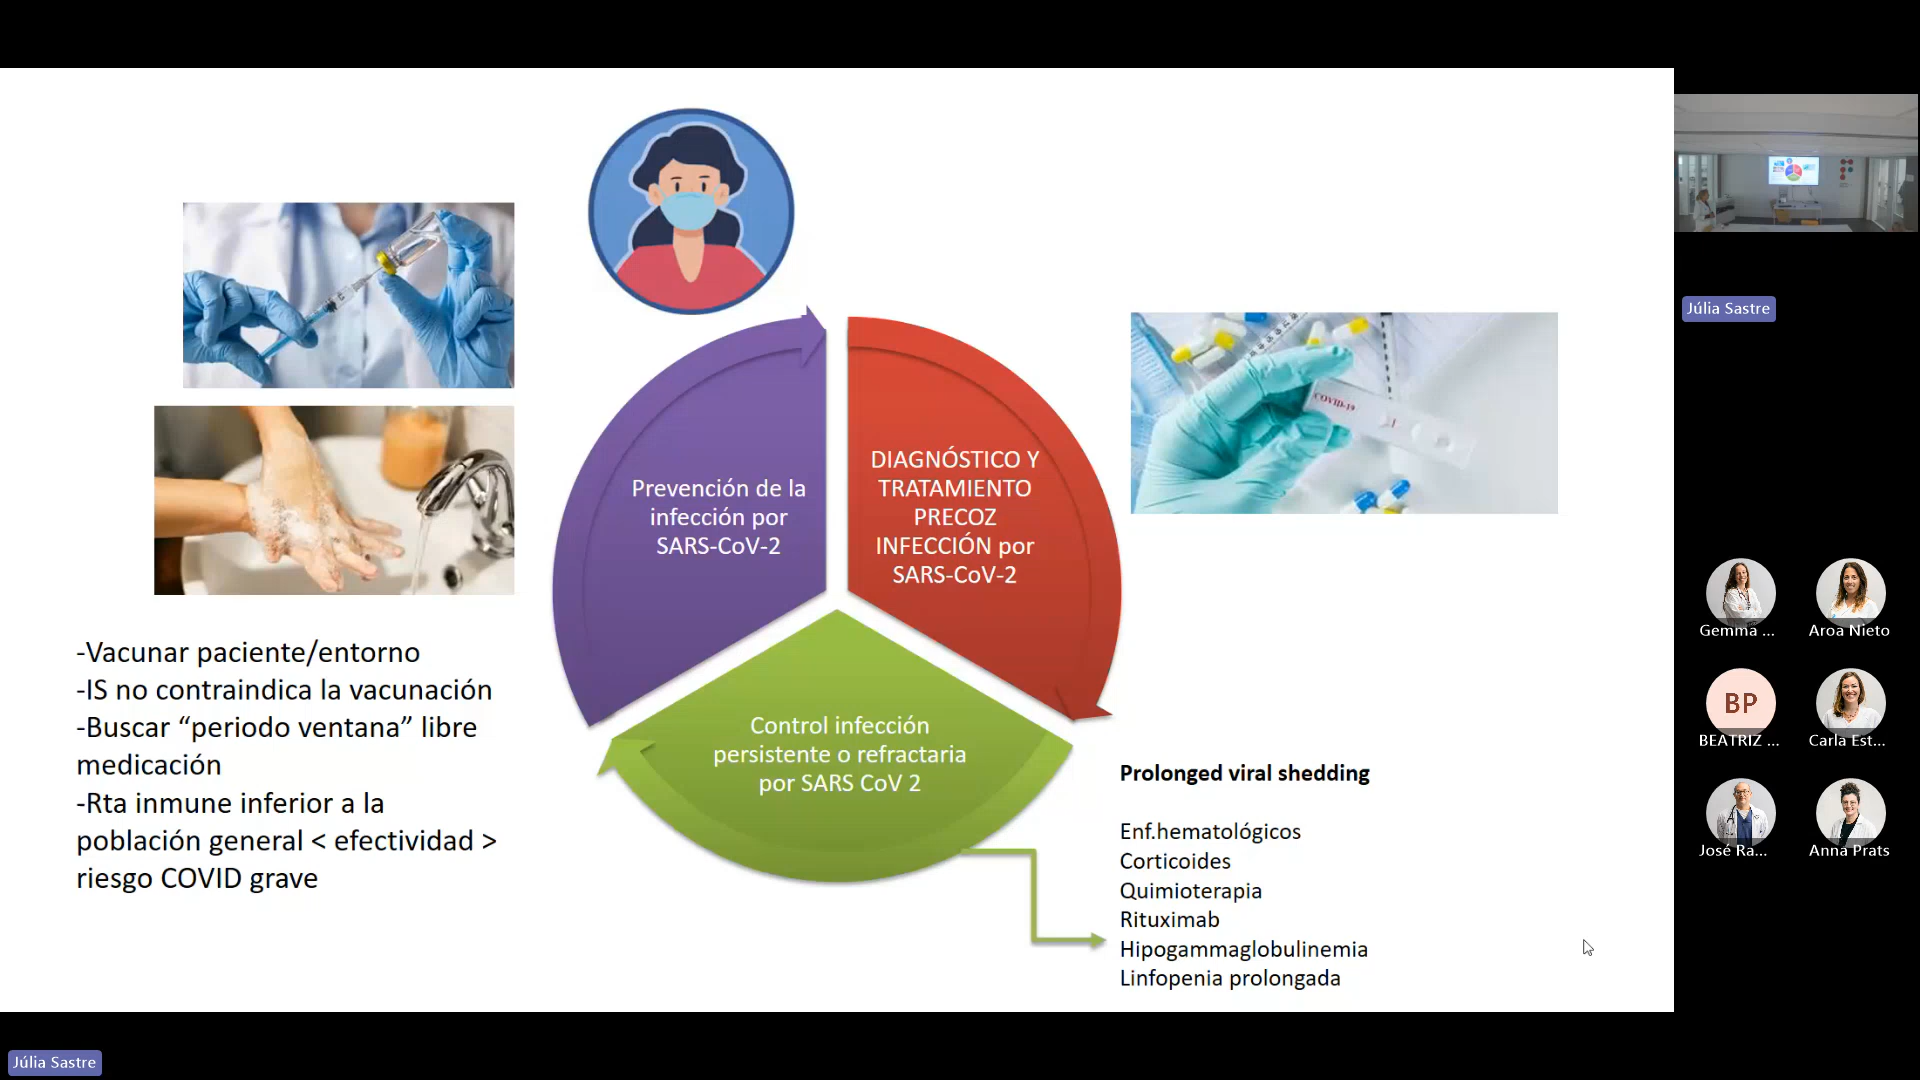 Prevención de la
infección por
SARS-CoV-2
DIAGNÓSTICO Y
TRATAMIENTO
PRECOZ
INFECCIÓN por
SARS-CoV-2
COVID-19
Control infección
persistente o refractaria
por SARS CoV 2
-Vacunar paciente/entorno
-IS no contraindica la vacunación
-Buscar “periodo ventana” libre
medicación
-Rta inmune inferior a la
población general < efectividad >
riesgo COVID grave
Prolonged viral shedding
Enf.hematológicos
Corticoides
Quimioterapia
Rituximab
Hipogammaglobulinemia
Linfopenia prolongada
Júlia Sastre
Gemma ...
Aroa Nieto
BP
BEATRIZ ...
Carla Est...
José Ra...
Anna Prats
Júlia Sastre